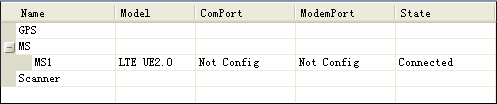 Name Model ComPort ModemPort State
GPS
MS
MS1 LTE UE2.0 Not Config Not Config Connected
Scanner